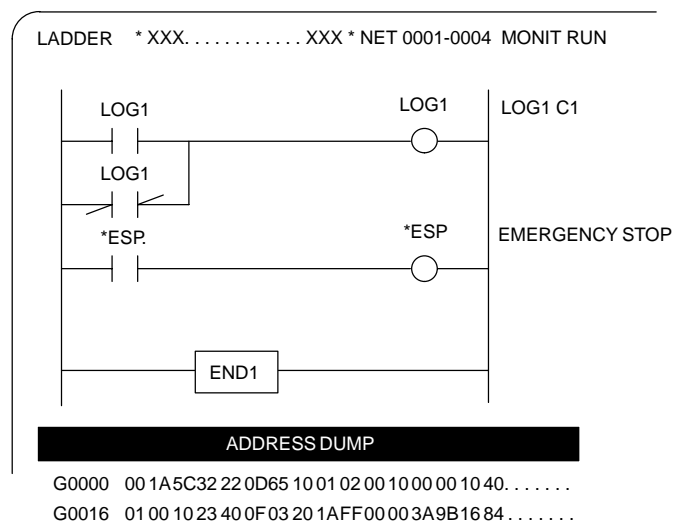 LADDER * XXX............XXX * NET 0001-0004 MONIT RUN
LOG1 LOG1 LOG1 C1
LOG1
*ESP. *ESP EMERGENCY STOP
END1
ADDRESS DUMP
G0000 00 1A 5C 32 22 0D 65 10 01 02 00 10 00 00 10 40.......
G0016 01 00 10 23 40 0F 03 20 1A FF 00 00 3A 9B 16 84.......